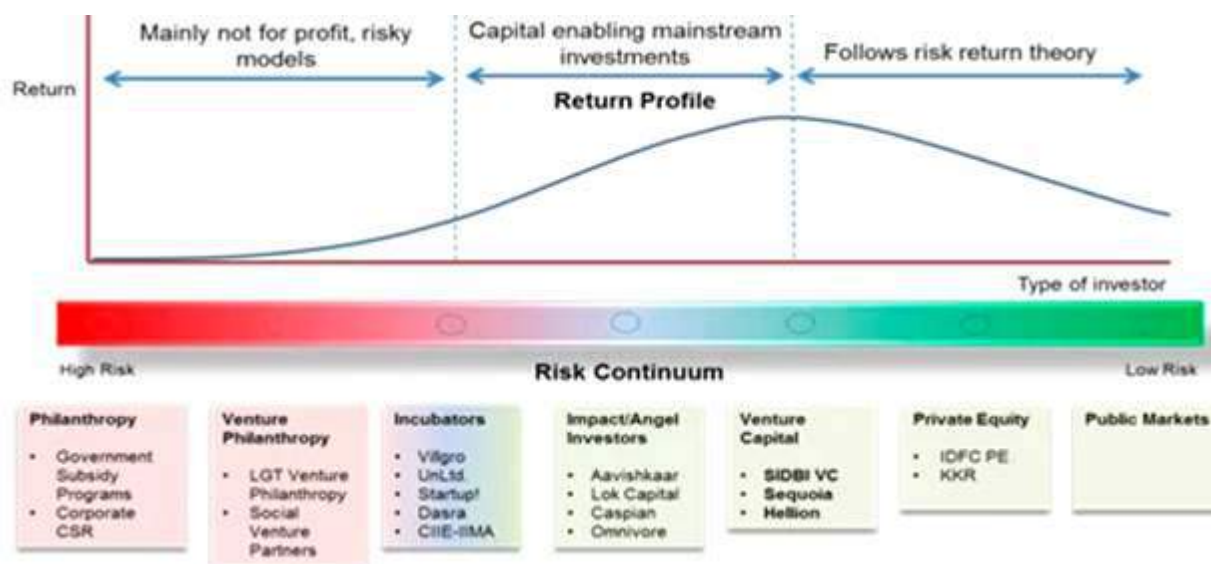 Mainly not for profit, risky
models
Capital enabling mainstream
investments
Follows risk return theory
Return
Return Profile
Type of investor
High Risk
Risk Continuum
Low Risk
Philanthropy
• Government
Subsidy
Programs
• Corporate
CSR
Venture
Philanthropy
• LGT Venture
Philanthropy
• Social
Venture
Partners
Incubators
• Villgro
• UnLtd.
• Startup!
• Dasra
• CIIE-IIMA
Impact/Angel
Investors
• Aavishkaar
• Lok Capital
• Caspian
• Omnivore
Venture
Capital
• SIDBI VC
• Sequoia
• Hellion
Private Equity
• IDFC PE
• KKR
Public Markets